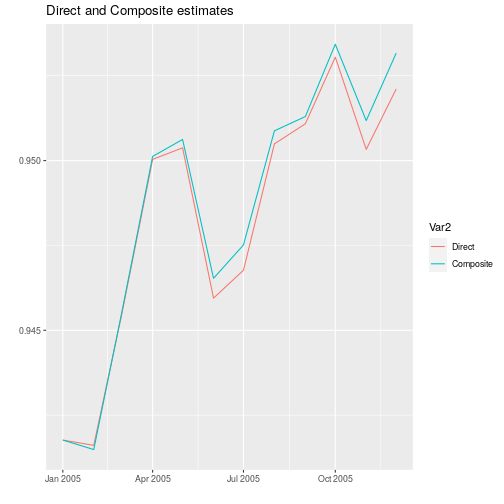 Direct and Composite estimates
0.950
0.945
Jan 2005
Apr 2005
Jul 2005
Oct 2005
Var2
Direct
Composite